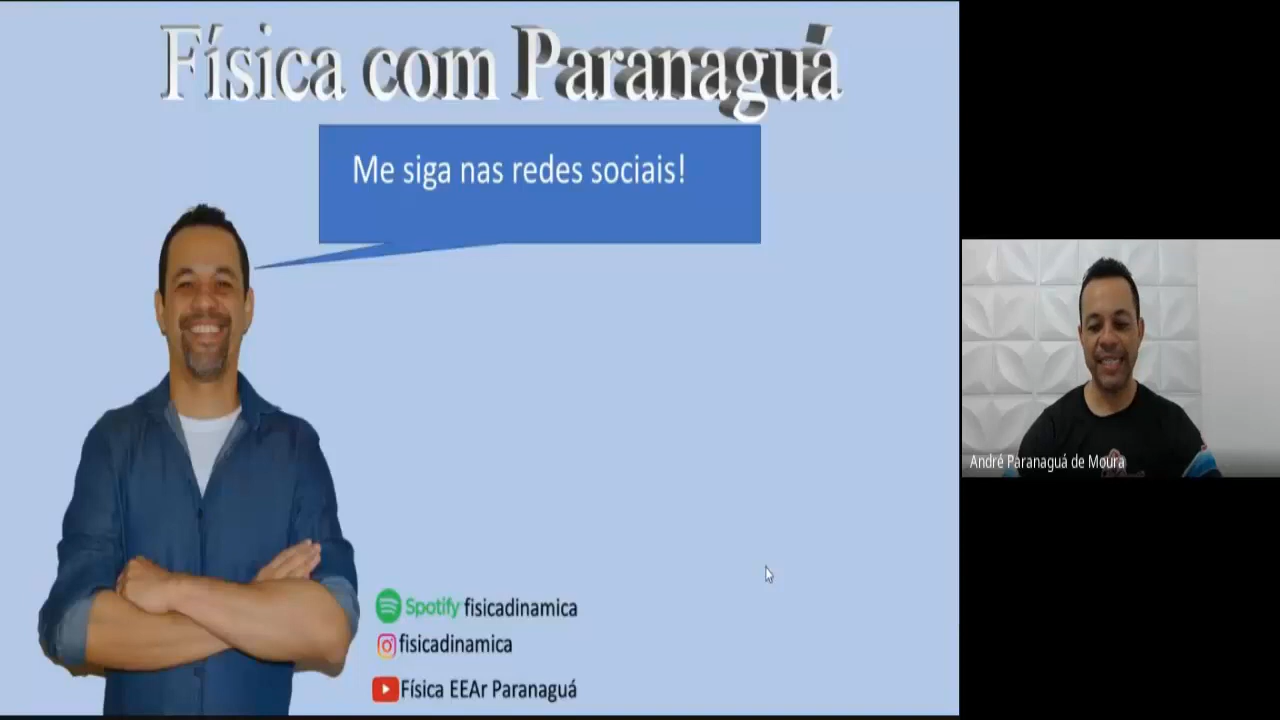 Física com Paranaguá
Me siga nas redes sociais!
Spotify fisicadinamica
fisicadinamica
Física EEAr Paranaguá
André Paranaguá de Moura